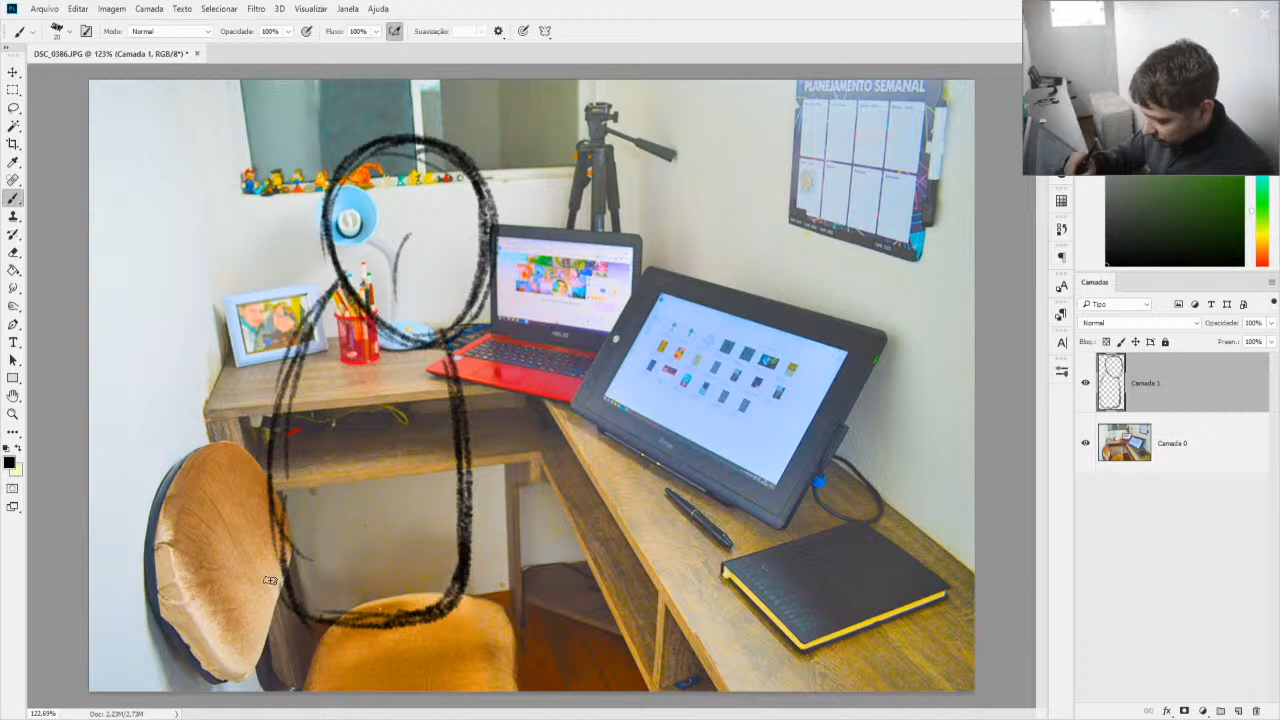 Arquivo Editar Imagem Camada Texto Selecionar Filtro 3D Visualizar Janela Ajuda
20 Modo: Normal Opacidade: 100% Fluxo: 100% Suavização:
DSC_0386.JPG @ 123% (Camada 1, RGB/8*) *
PLANEJAMENTO SEMANAL
ASUS
Camadas
Tipo
Normal Opacidade: 100%
Bloq.: Preen.: 100%
Camada 1
Camada 0
122,69% Doc: 2.23M/2.73M